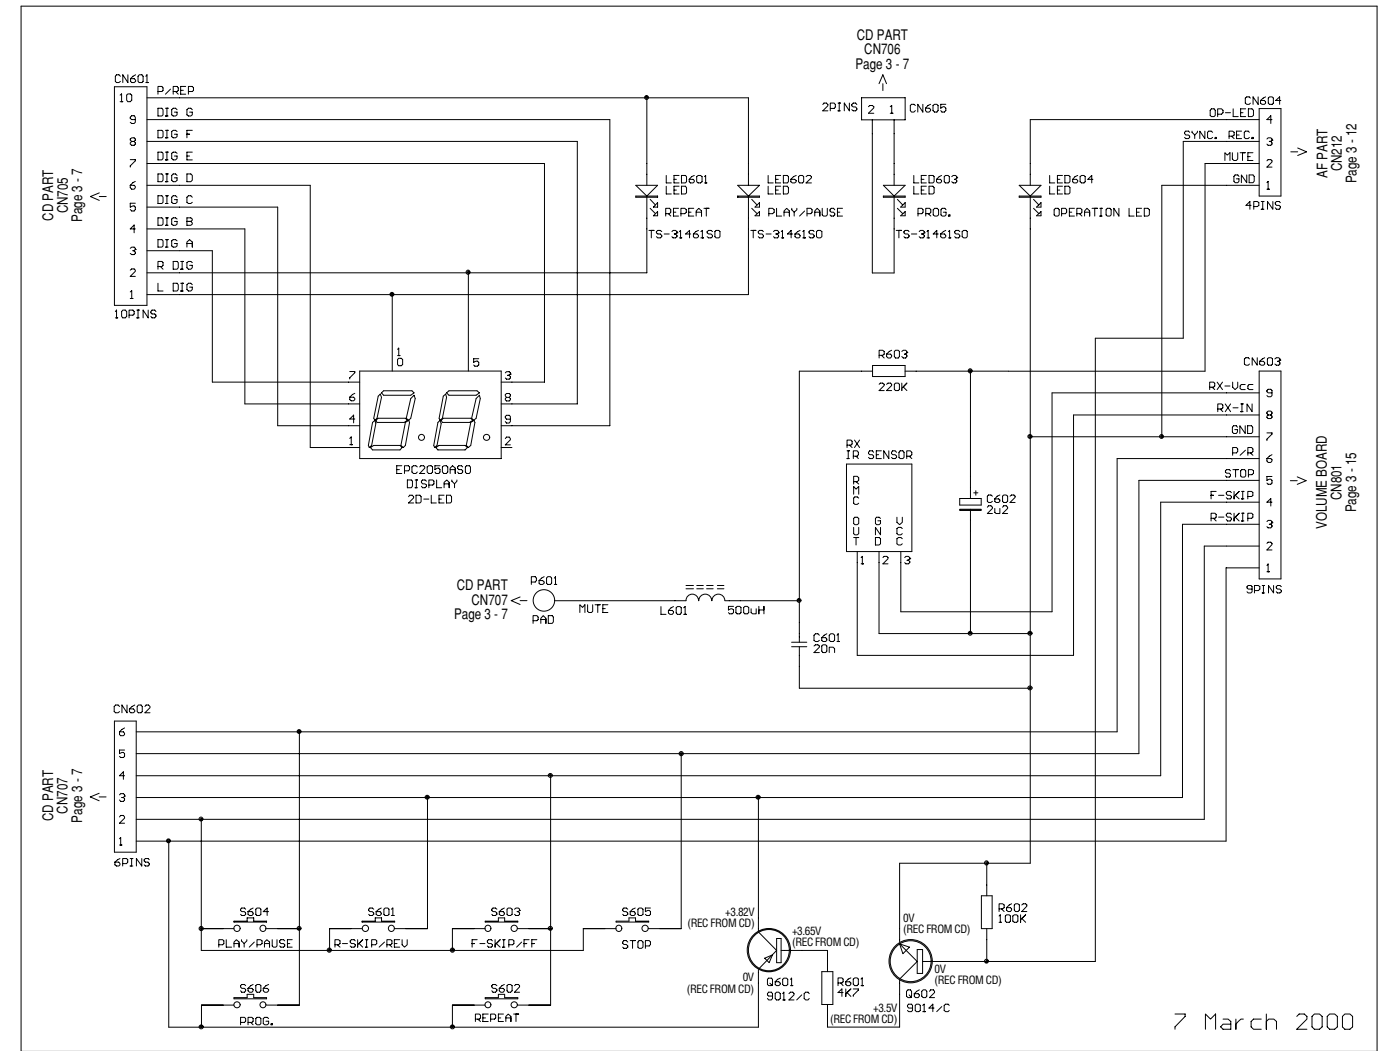 CD PART
CN706
Page 3 - 7
2PINS
2 1
CN605
CN601
10 P/REP
9 DIG G
8 DIG F
7 DIG E
6 DIG D
5 DIG C
4 DIG B
3 DIG A
2 R DIG
1 L DIG
10PINS
CD PART
CN705
Page 3 - 7
LED601
LED
REPEAT
TS-31461SO
LED602
LED
PLAY/PAUSE
TS-31461SO
LED603
LED
PROG.
TS-31461SO
LED604
LED
OPERATION LED
CN604
OP-LED 4
SYNC. REC. 3
MUTE 2
GND 1
4PINS
AF PART
CN212
Page 3 - 12
10
5
7
6
4
1
3
8
9
2
EPC2050ASO
DISPLAY
2D-LED
R603
220K
RX
IR SENSOR
RMC OUT
GND
VCC
1 2 3
+
C602
2u2
CN603
RX-Vcc 9
RX-IN 8
GND 7
P/R 6
STOP 5
F-SKIP 4
R-SKIP 3
2
1
9PINS
VOLUME BOARD
CN801
Page 3 - 15
CD PART
CN707
Page 3 - 7
P601
PAD
MUTE
L601
500uH
C601
20n
CN602
6
5
4
3
2
1
6PINS
CD PART
CN707
Page 3 - 7
S604
PLAY/PAUSE
S601
R-SKIP/REV
S603
F-SKIP/FF
S605
STOP
S606
PROG.
S602
REPEAT
+3.82V
(REC FROM CD)
+3.65V
(REC FROM CD)
0V
(REC FROM CD)
Q601
9012/C
R601
4K7
0V
(REC FROM CD)
0V
(REC FROM CD)
+3.5V
(REC FROM CD)
Q602
9014/C
R602
100K
7 March 2000